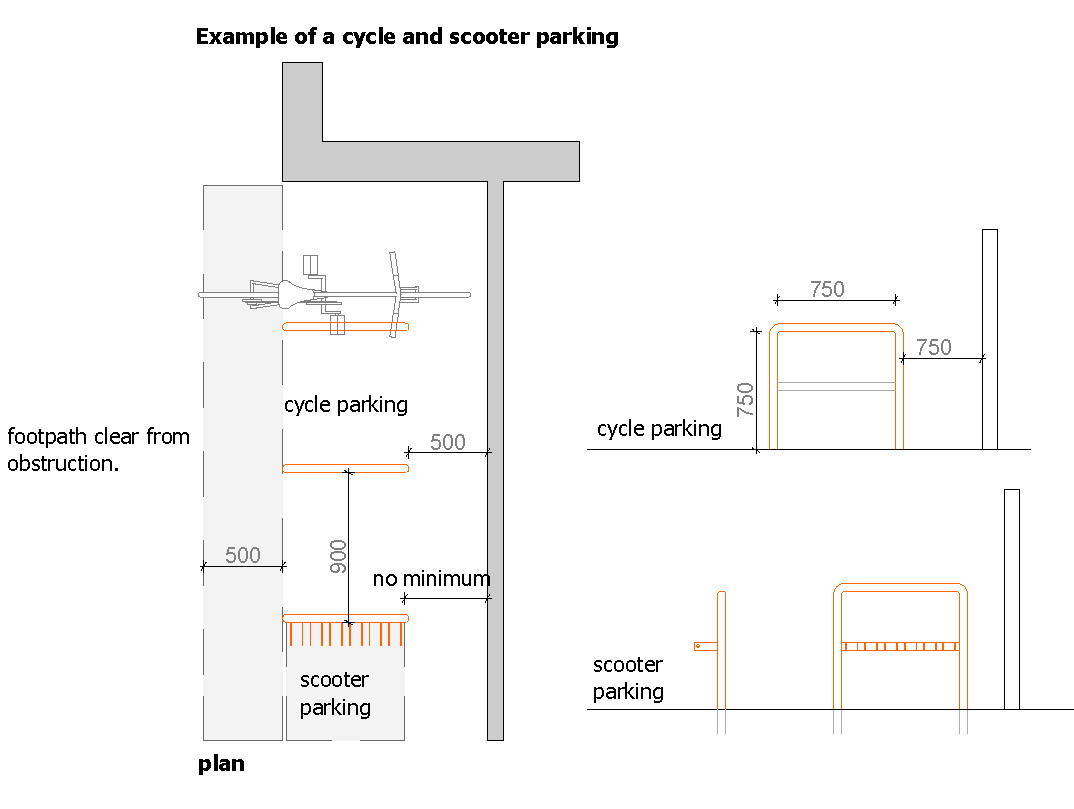 Example of a cycle and scooter parking
750
750
750
cycle parking
cycle parking
footpath clear from
obstruction.
500
500
900
no minimum
scooter
parking
scooter
parking
plan